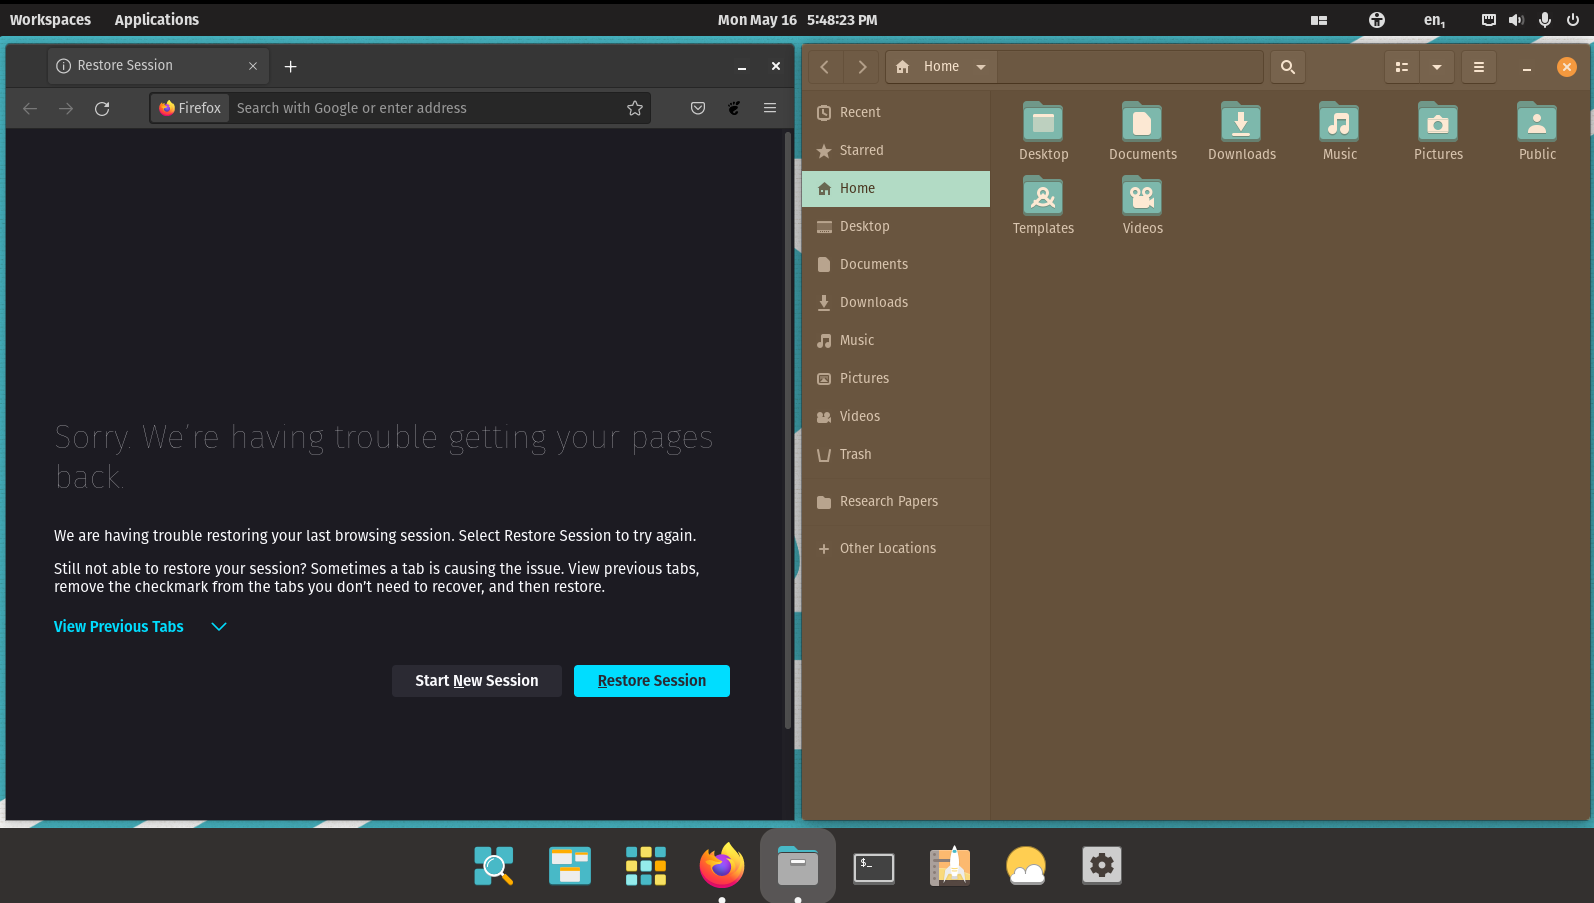 Workspaces
Applications
Mon May 16 5:48:23 PM
en₁
Restore Session
Firefox
Search with Google or enter address
Sorry. We're having trouble getting your pages
back.
We are having trouble restoring your last browsing session. Select Restore Session to try again.
Still not able to restore your session? Sometimes a tab is causing the issue. View previous tabs,
remove the checkmark from the tabs you don't need to recover, and then restore.
View Previous Tabs
Start New Session
Restore Session
Home
Recent
Starred
Home
Desktop
Documents
Downloads
Music
Pictures
Videos
Trash
Research Papers
Other Locations
Desktop
Documents
Downloads
Music
Pictures
Public
Templates
Videos
$_